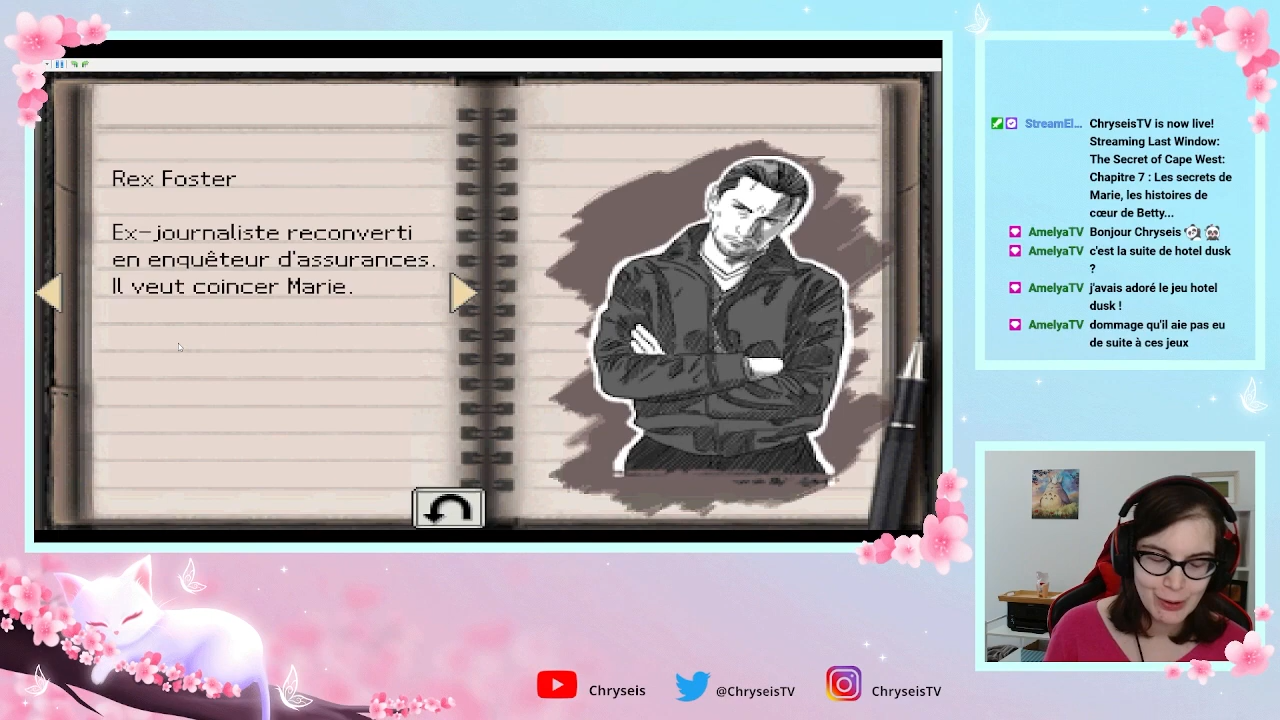 Rex Foster
Ex-journaliste reconverti
en enquêteur d'assurances.
Il veut coincer Marie.
StreamEl... ChryseisTV is now live!
Streaming Last Window:
The Secret of Cape West:
Chapitre 7 : Les secrets de
Marie, les histoires de
cœur de Betty...
AmelyaTV Bonjour Chryseis
AmelyaTV c'est la suite de hotel dusk
?
AmelyaTV j'avais adoré le jeu hotel
dusk !
AmelyaTV dommage qu'il aie pas eu
de suite à ces jeux
Chryseis
@ChryseisTV
ChryseisTV